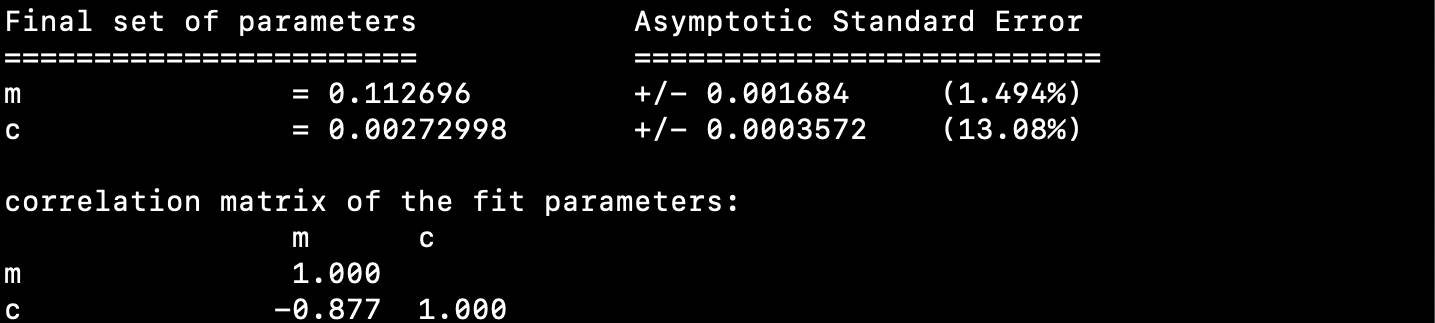 Final set of parameters            Asymptotic Standard Error
=======================            ==========================
m               = 0.112696         +/- 0.001684     (1.494%)
c               = 0.00272998       +/- 0.0003572    (13.08%)

correlation matrix of the fit parameters:
                m      c
m               1.000
c              -0.877  1.000